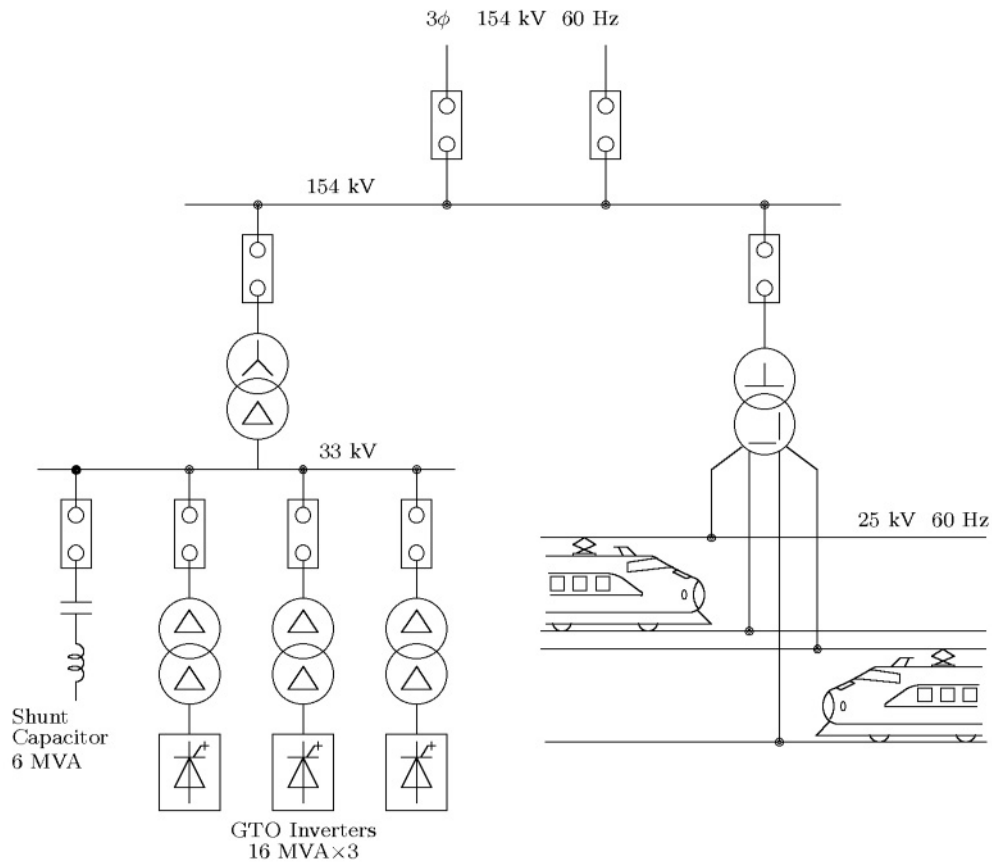 3ϕ 154 kV 60 Hz
154 kV
33 kV
25 kV 60 Hz
Shunt
Capacitor
6 MVA
GTO Inverters
16 MVA×3